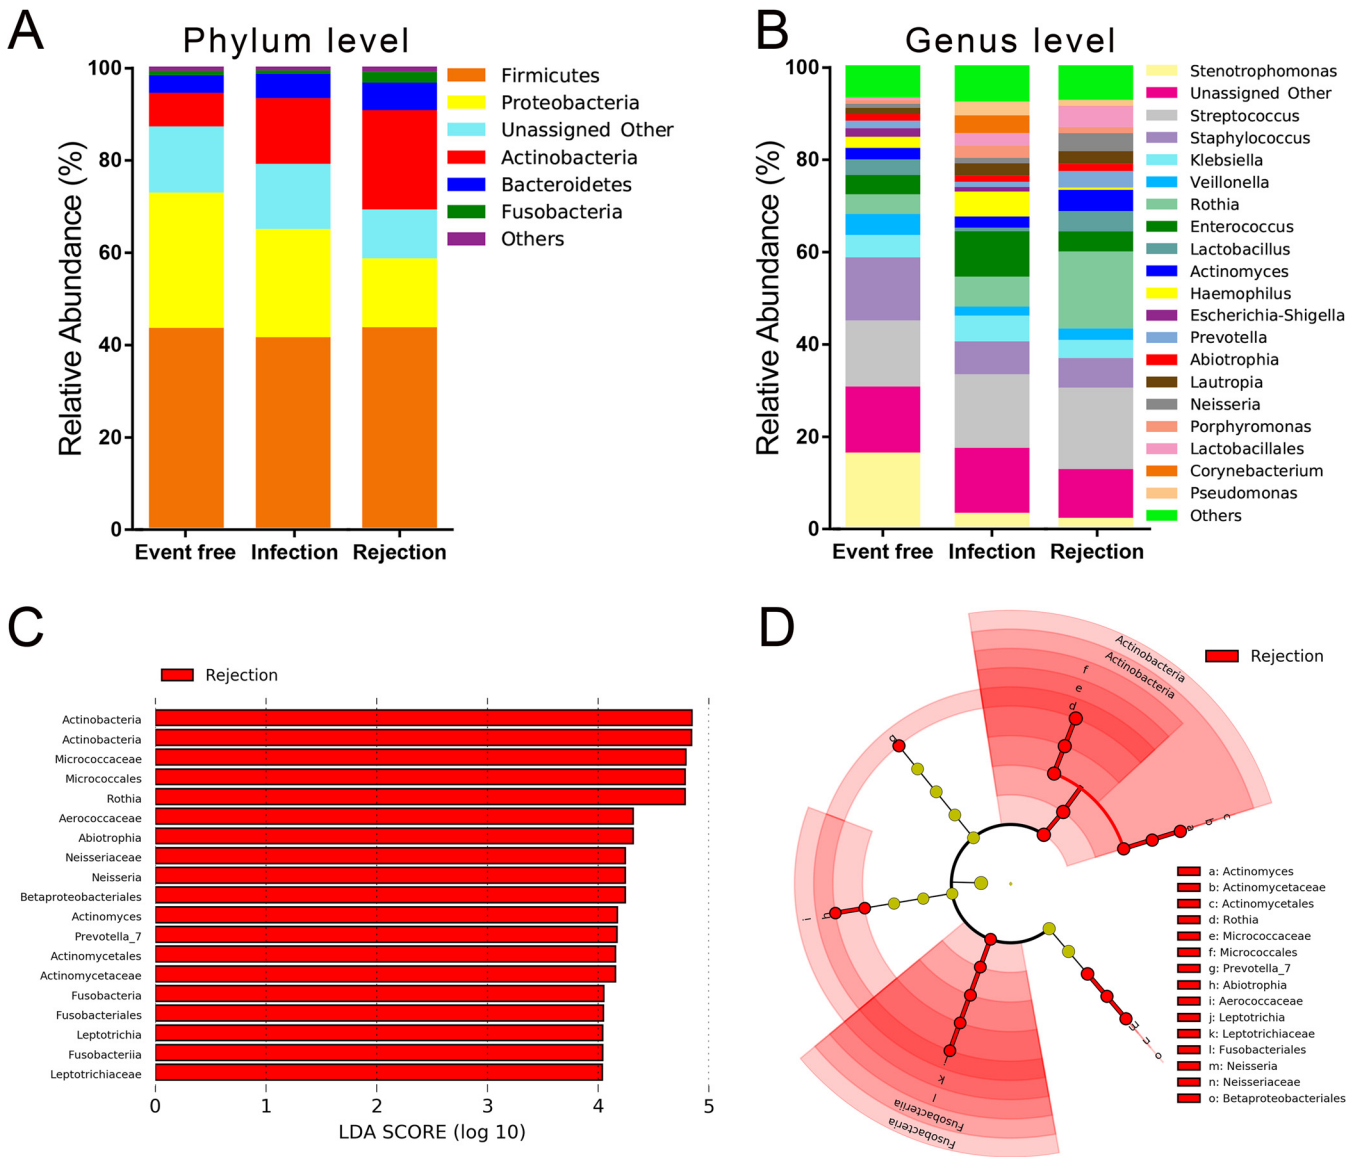 A
Phylum level
Relative Abundance (%)
100
80
60
40
20
0
Event free
Infection
Rejection
Firmicutes
Proteobacteria
Unassigned Other
Actinobacteria
Bacteroidetes
Fusobacteria
Others
B
Genus level
Relative Abundance (%)
100
80
60
40
20
0
Event free
Infection
Rejection
Stenotrophomonas
Unassigned Other
Streptococcus
Staphylococcus
Klebsiella
Veillonella
Rothia
Enterococcus
Lactobacillus
Actinomyces
Haemophilus
Escherichia-Shigella
Prevotella
Abiotrophia
Lautropia
Neisseria
Porphyromonas
Lactobacillales
Corynebacterium
Pseudomonas
Others
C
Rejection
Actinobacteria
Actinobacteria
Micrococcaceae
Micrococcales
Rothia
Aerococcaceae
Abiotrophia
Neisseriaceae
Neisseria
Betaproteobacteriales
Actinomyces
Prevotella_7
Actinomycetales
Actinomycetaceae
Fusobacteria
Fusobacteriales
Leptotrichia
Fusobacteriia
Leptotrichiaceae
0 1 2 3 4 5
LDA SCORE (log 10)
D
Rejection
Actinobacteria
Actinobacteria
f
e
d
g
a
b
c
i
h
j
k
l
Fusobacteriia
Fusobacteria
m
n
o
a: Actinomyces
b: Actinomycetaceae
c: Actinomycetales
d: Rothia
e: Micrococcaceae
f: Micrococcales
g: Prevotella_7
h: Abiotrophia
i: Aerococcaceae
j: Leptotrichia
k: Leptotrichiaceae
l: Fusobacteriales
m: Neisseria
n: Neisseriaceae
o: Betaproteobacteriales